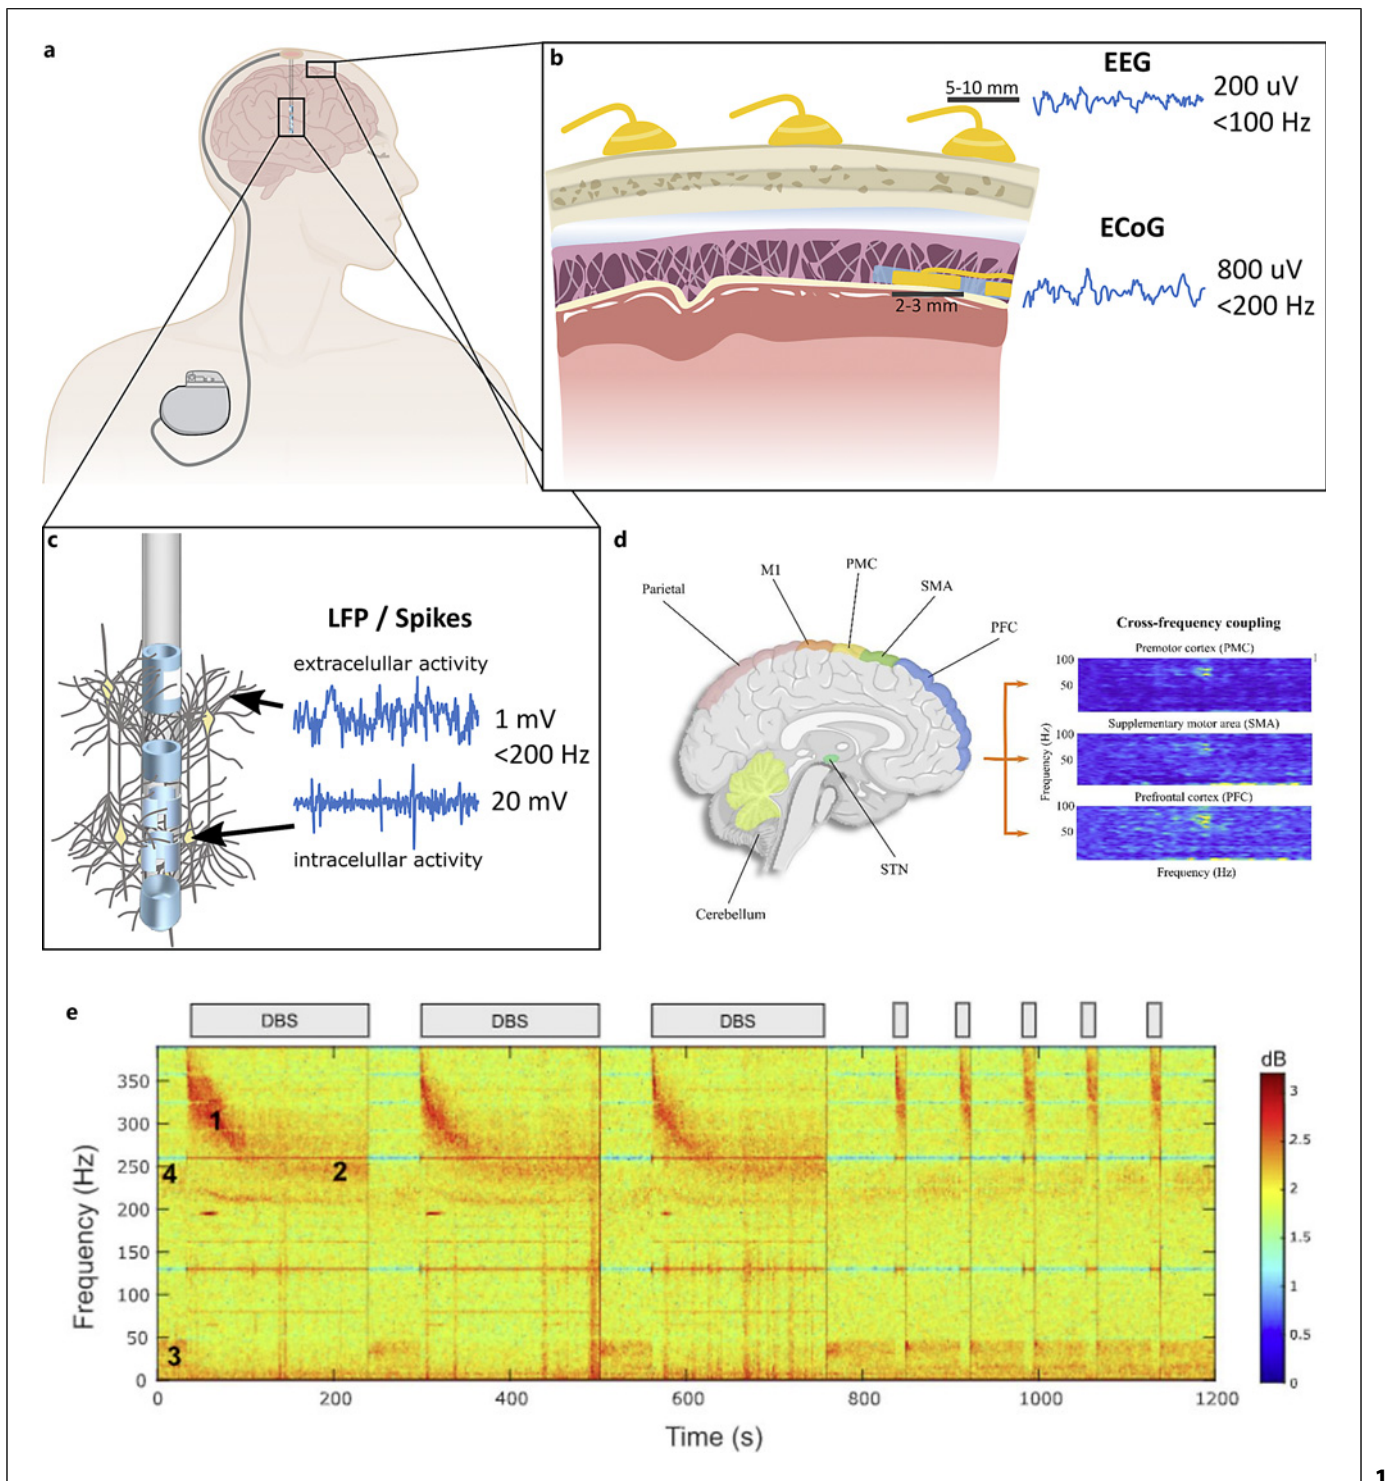 a
b
EEG
5-10 mm
200 uV
<100 Hz
ECoG
800 uV
<200 Hz
2-3 mm
c
LFP / Spikes
extracelullar activity
1 mV
<200 Hz
20 mV
intracelullar activity
d
Parietal
M1
PMC
SMA
PFC
STN
Cerebellum
Cross-frequency coupling
Premotor cortex (PMC)
100
50
Supplementary motor area (SMA)
100
50
Prefrontal cortex (PFC)
100
50
Frequency (Hz)
Frequency (Hz)
e
DBS
DBS
DBS
350
300
250
200
150
100
50
0
Frequency (Hz)
1
2
3
4
0
200
400
600
800
1000
1200
Time (s)
dB
3
2.5
2
1.5
1
0.5
0
1